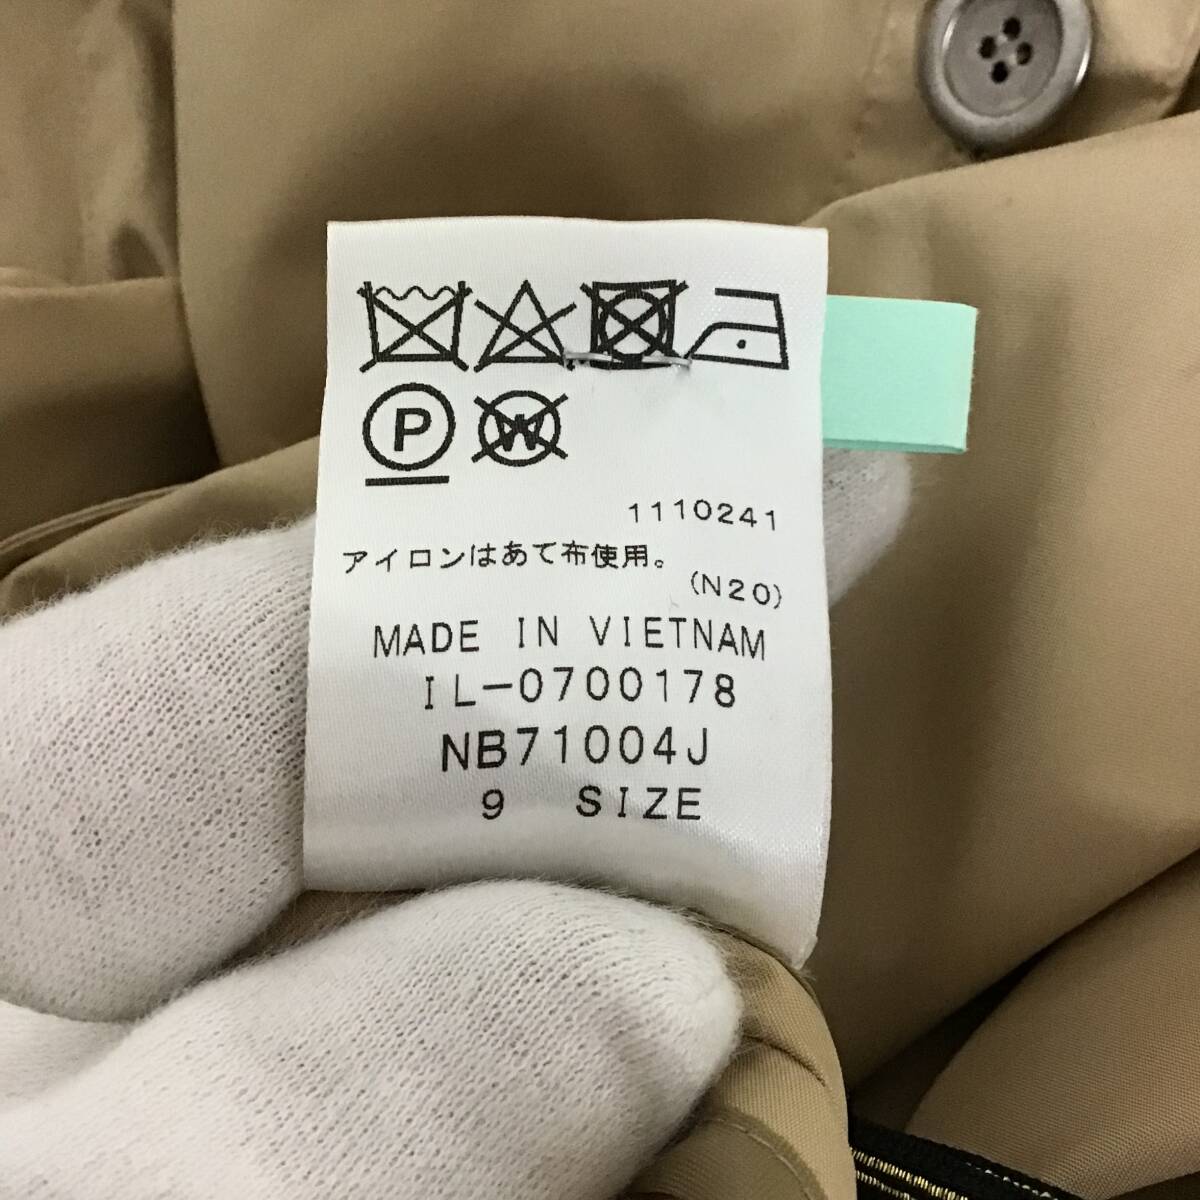 P W
1110241
アイロンはあて布使用。
(N20)
MADE IN VIETNAM
IL-0700178
NB71004J
9 SIZE